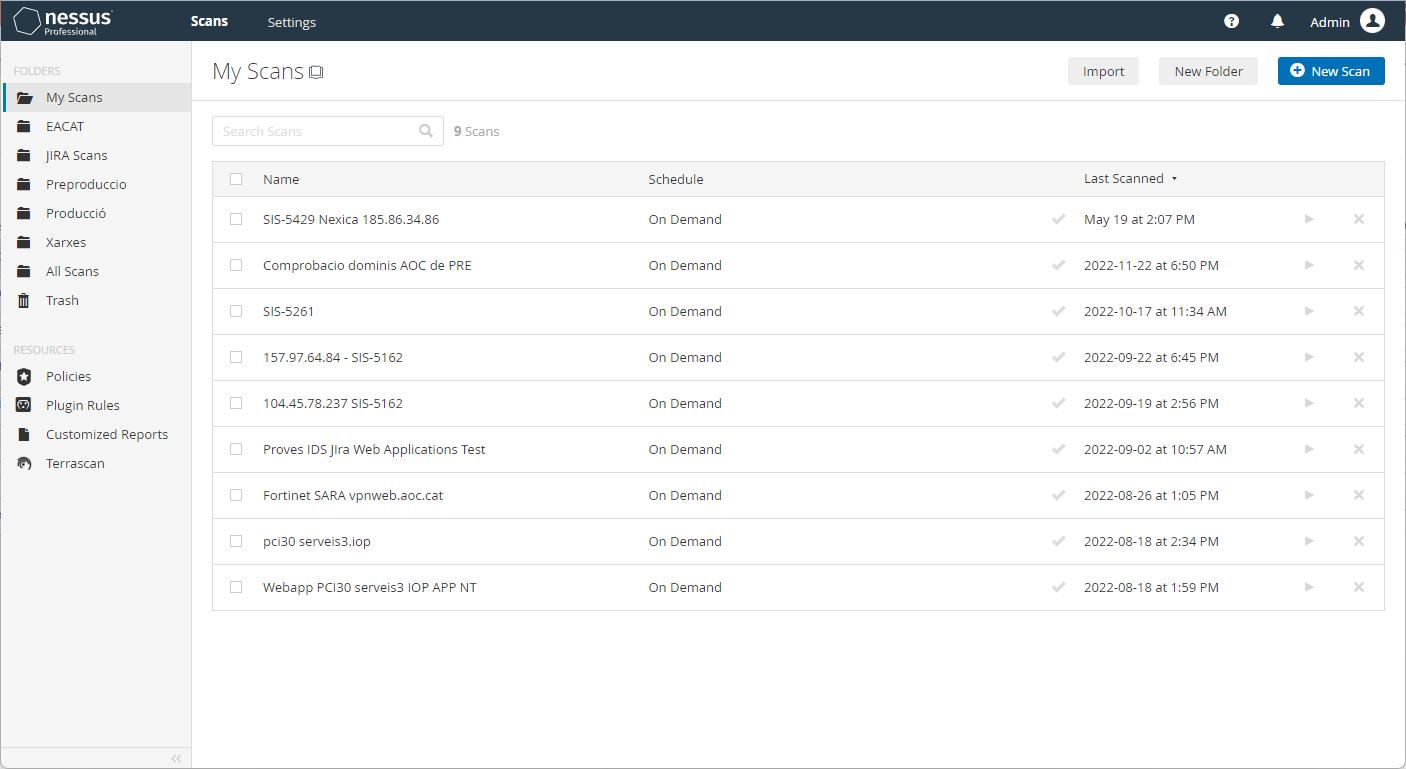 nessus
Professional
Scans
Settings
Admin
FOLDERS
My Scans
EACAT
JIRA Scans
Preproduccio
Producció
Xarxes
All Scans
Trash
RESOURCES
Policies
Plugin Rules
Customized Reports
Terrascan
My Scans
Import
New Folder
New Scan
Search Scans
9 Scans
Name Schedule Last Scanned
SIS-5429 Nexica 185.86.34.86 On Demand May 19 at 2:07 PM
Comprobacio dominis AOC de PRE On Demand 2022-11-22 at 6:50 PM
SIS-5261 On Demand 2022-10-17 at 11:34 AM
157.97.64.84 - SIS-5162 On Demand 2022-09-22 at 6:45 PM
104.45.78.237 SIS-5162 On Demand 2022-09-19 at 2:56 PM
Proves IDS JIra Web Applications Test On Demand 2022-09-02 at 10:57 AM
Fortinet SARA vpnweb.aoc.cat On Demand 2022-08-26 at 1:05 PM
pci30 serveis3.iop On Demand 2022-08-18 at 2:34 PM
Webapp PCI30 serveis3 IOP APP NT On Demand 2022-08-18 at 1:59 PM